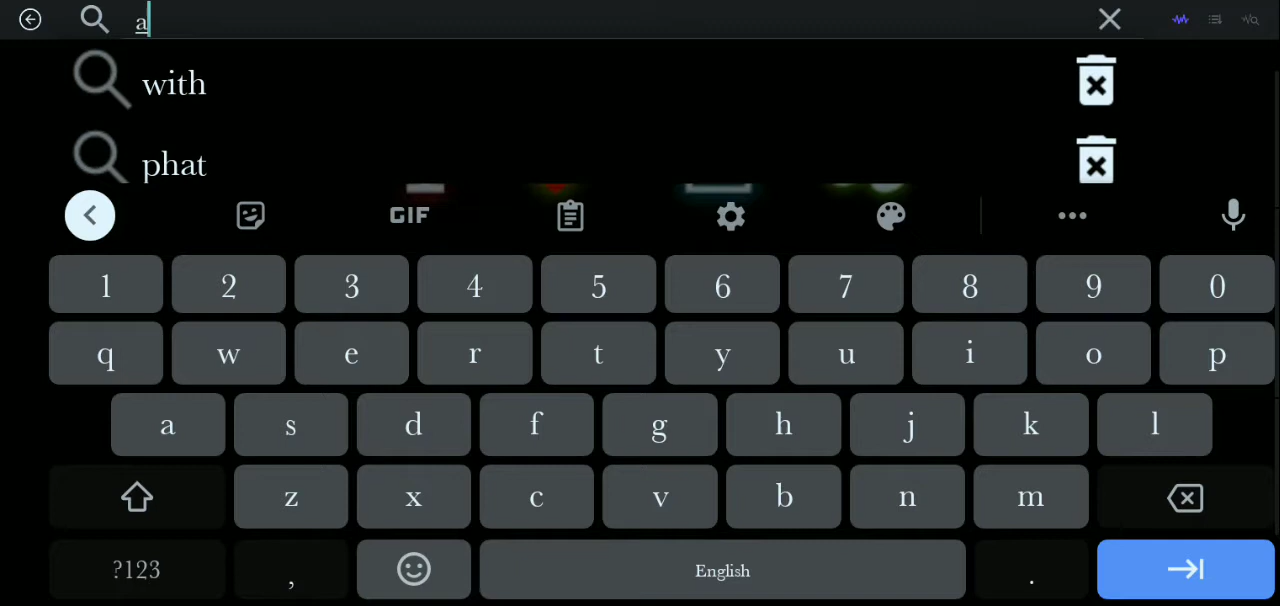 a
with
phat
GIF
1 2 3 4 5 6 7 8 9 0
q w e r t y u i o p
a s d f g h j k l
z x c v b n m
?123 , English .